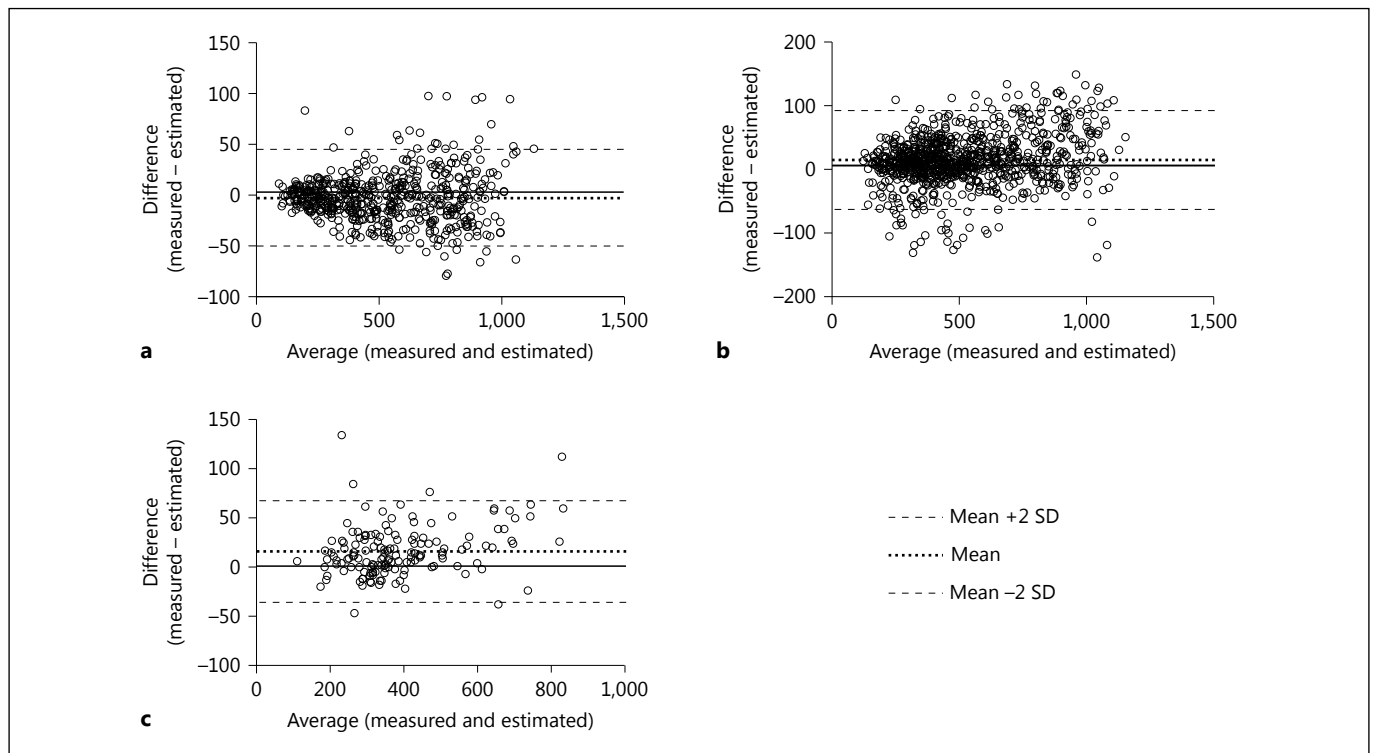 150
100
50
0
–50
–100
Difference
(measured – estimated)
0
500
1,000
1,500
Average (measured and estimated)
a
200
100
0
–100
–200
Difference
(measured – estimated)
0
500
1,000
1,500
Average (measured and estimated)
b
150
100
50
0
–50
–100
Difference
(measured – estimated)
0
200
400
600
800
1,000
Average (measured and estimated)
c
Mean +2 SD
Mean
Mean –2 SD